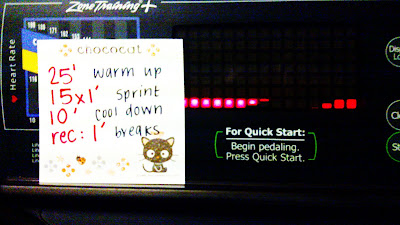 Zone Training+
Heart Rate
chococat
25' warm up
15x1' sprint
10' cool down
rec: 1' breaks
For Quick Start:
Begin pedaling.
Press Quick Start.